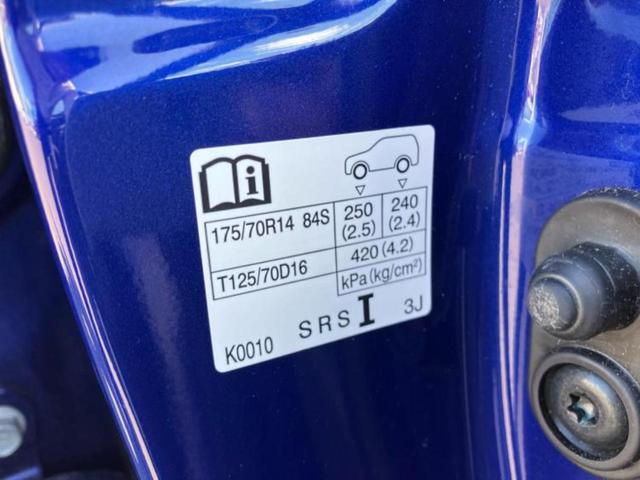 i
175/70R14 84S 250 (2.5) 240 (2.4)
T125/70D16 420 (4.2)
kPa(kg/cm²)
K0010 SRS I 3J